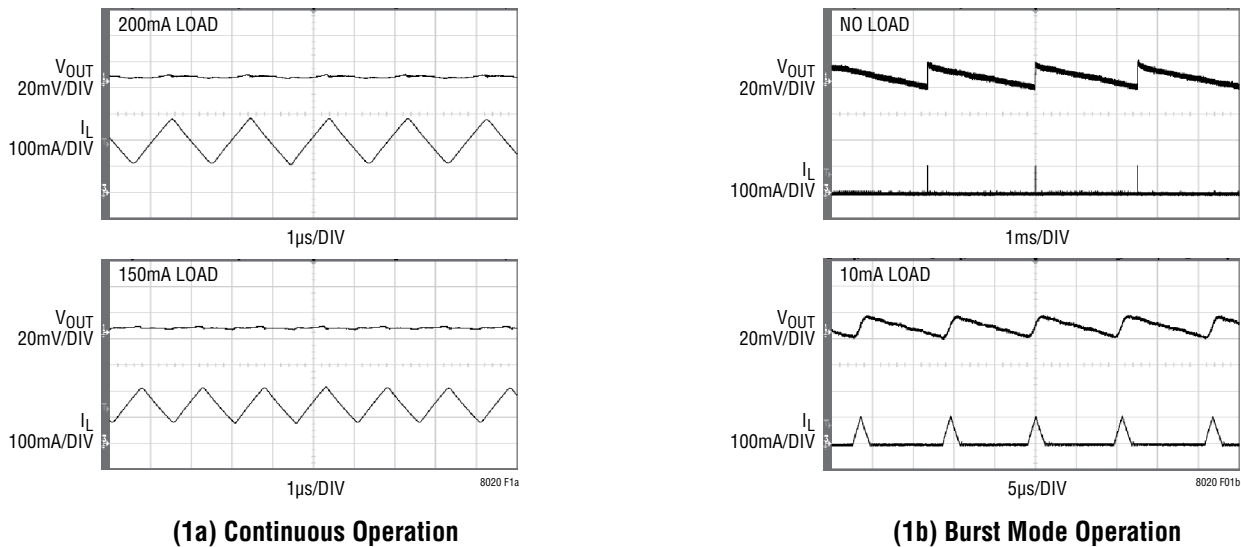 200mA LOAD
VOUT
20mV/DIV
IL
100mA/DIV
1µs/DIV
150mA LOAD
VOUT
20mV/DIV
IL
100mA/DIV
1µs/DIV
8020 F1a
(1a) Continuous Operation
NO LOAD
VOUT
20mV/DIV
IL
100mA/DIV
1ms/DIV
10mA LOAD
VOUT
20mV/DIV
IL
100mA/DIV
5µs/DIV
8020 F01b
(1b) Burst Mode Operation